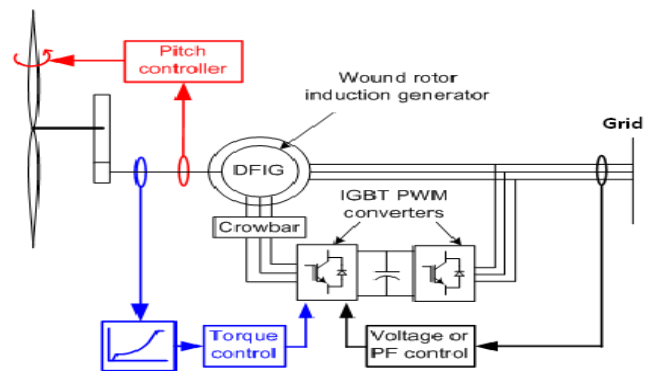 Pitch
controller
Wound rotor
induction generator
Grid
DFIG
IGBT PWM
converters
Crowbar
Torque
control
Voltage or
PF control